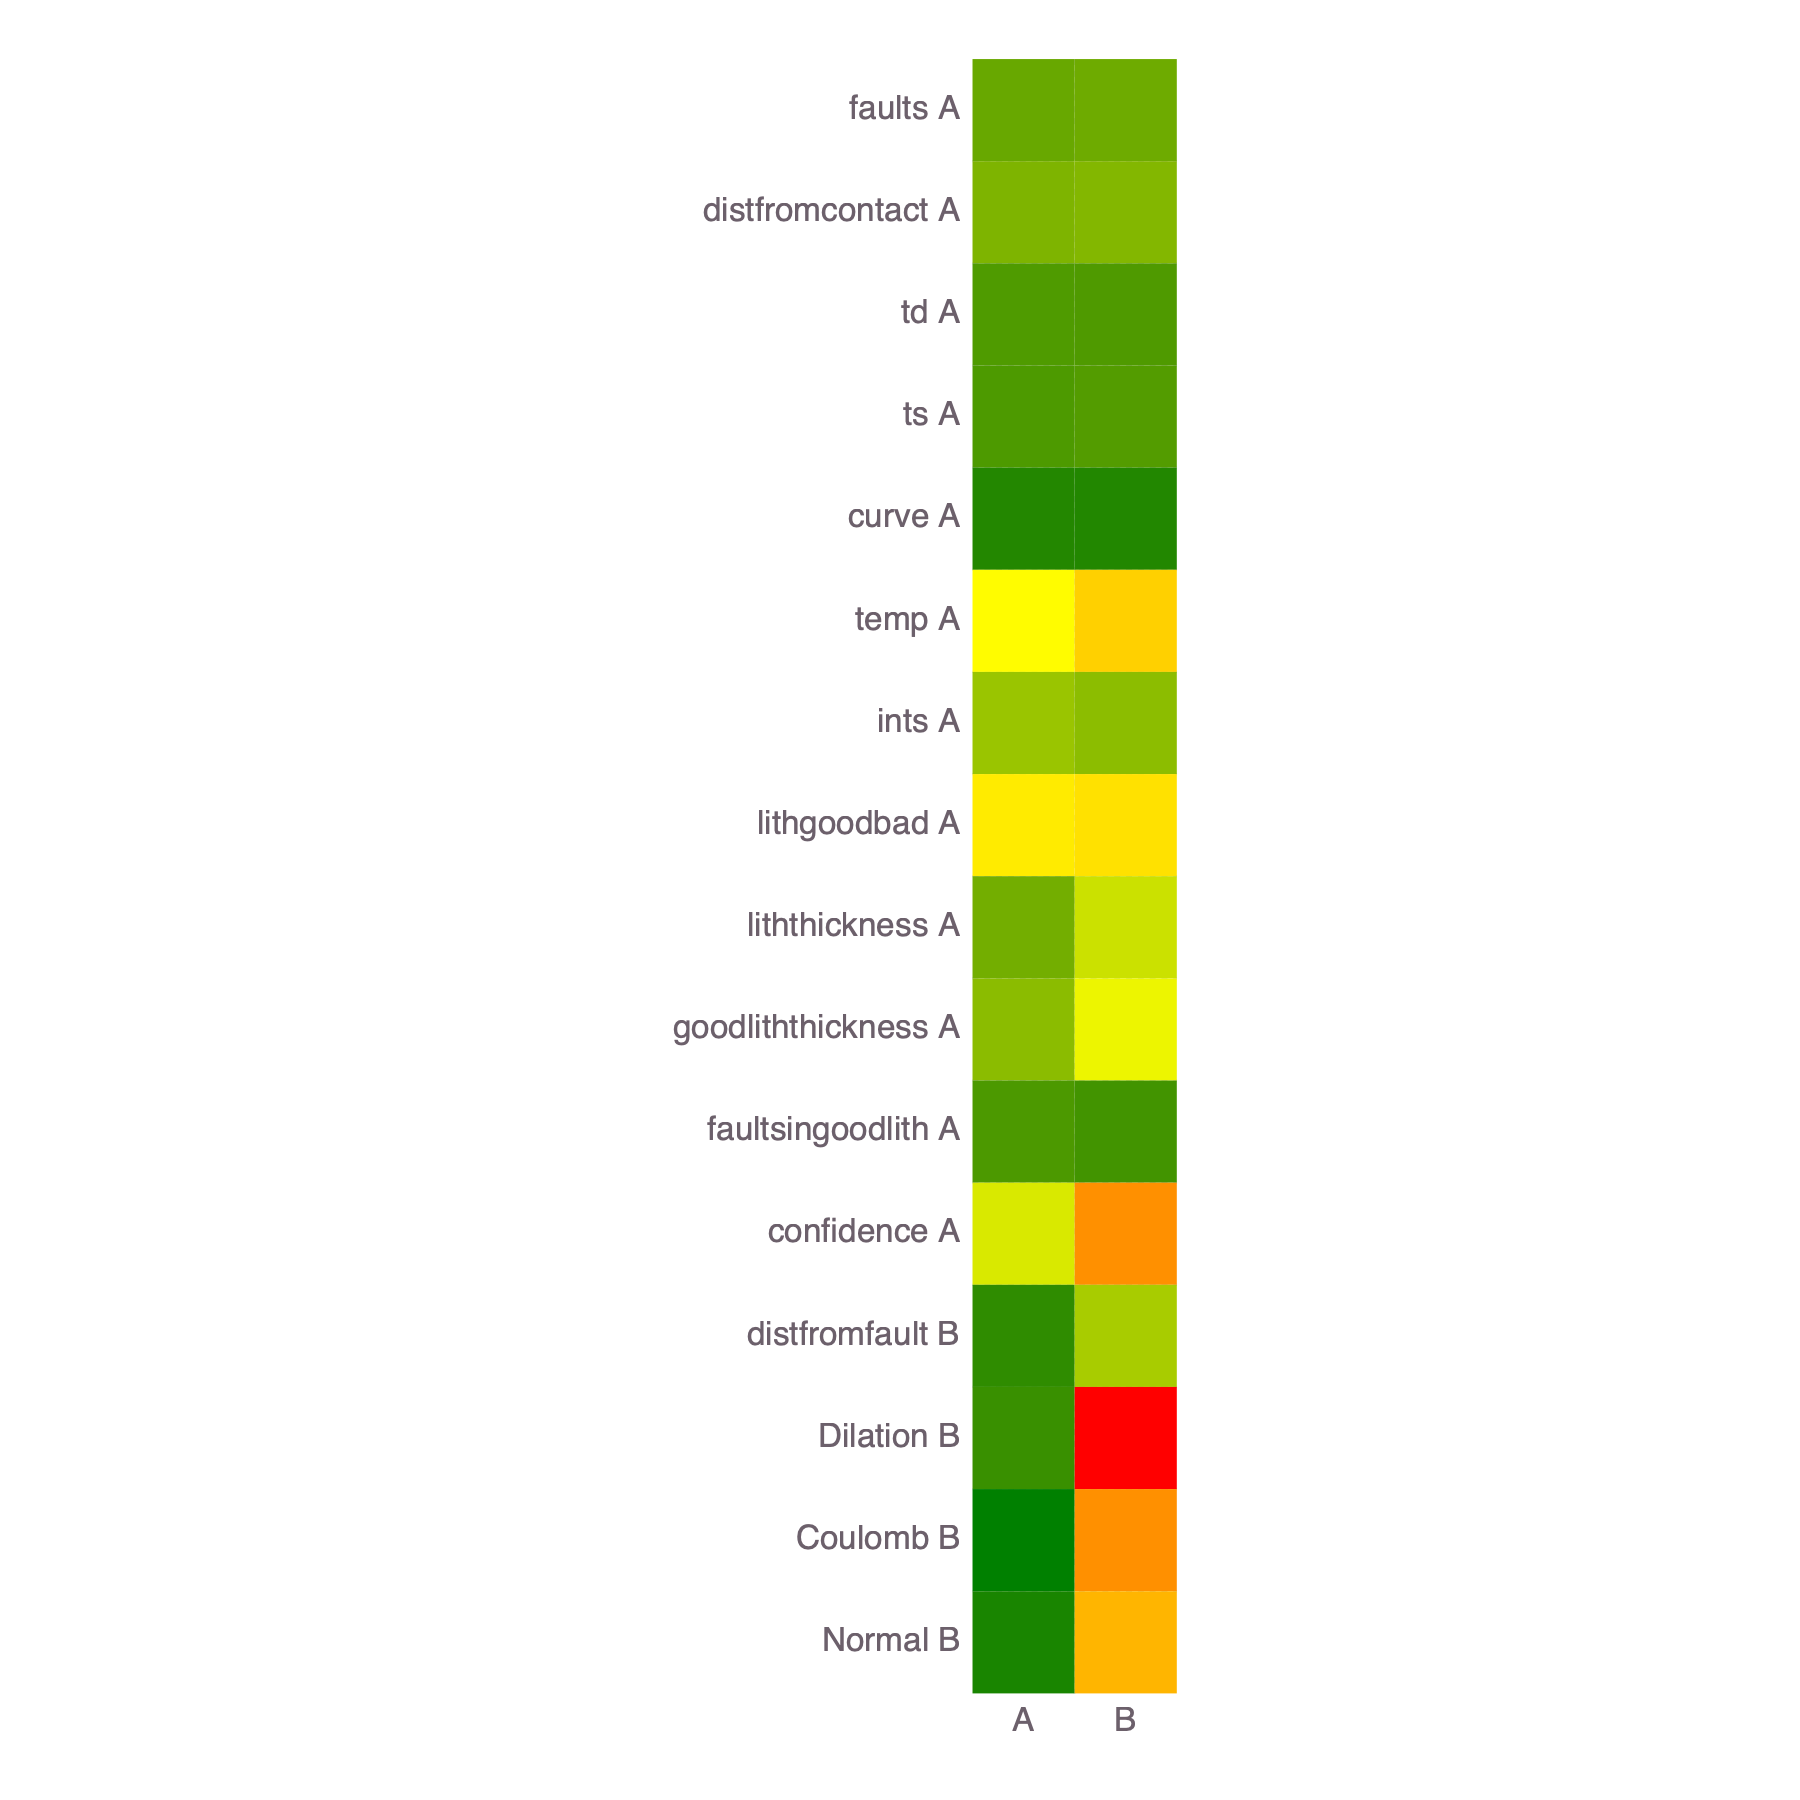 faults A
distfromcontact A
td A
ts A
curve A
temp A
ints A
lithgoodbad A
liththickness A
goodliththickness A
faultsingoodlith A
confidence A
distfromfault B
Dilation B
Coulomb B
Normal B
A B